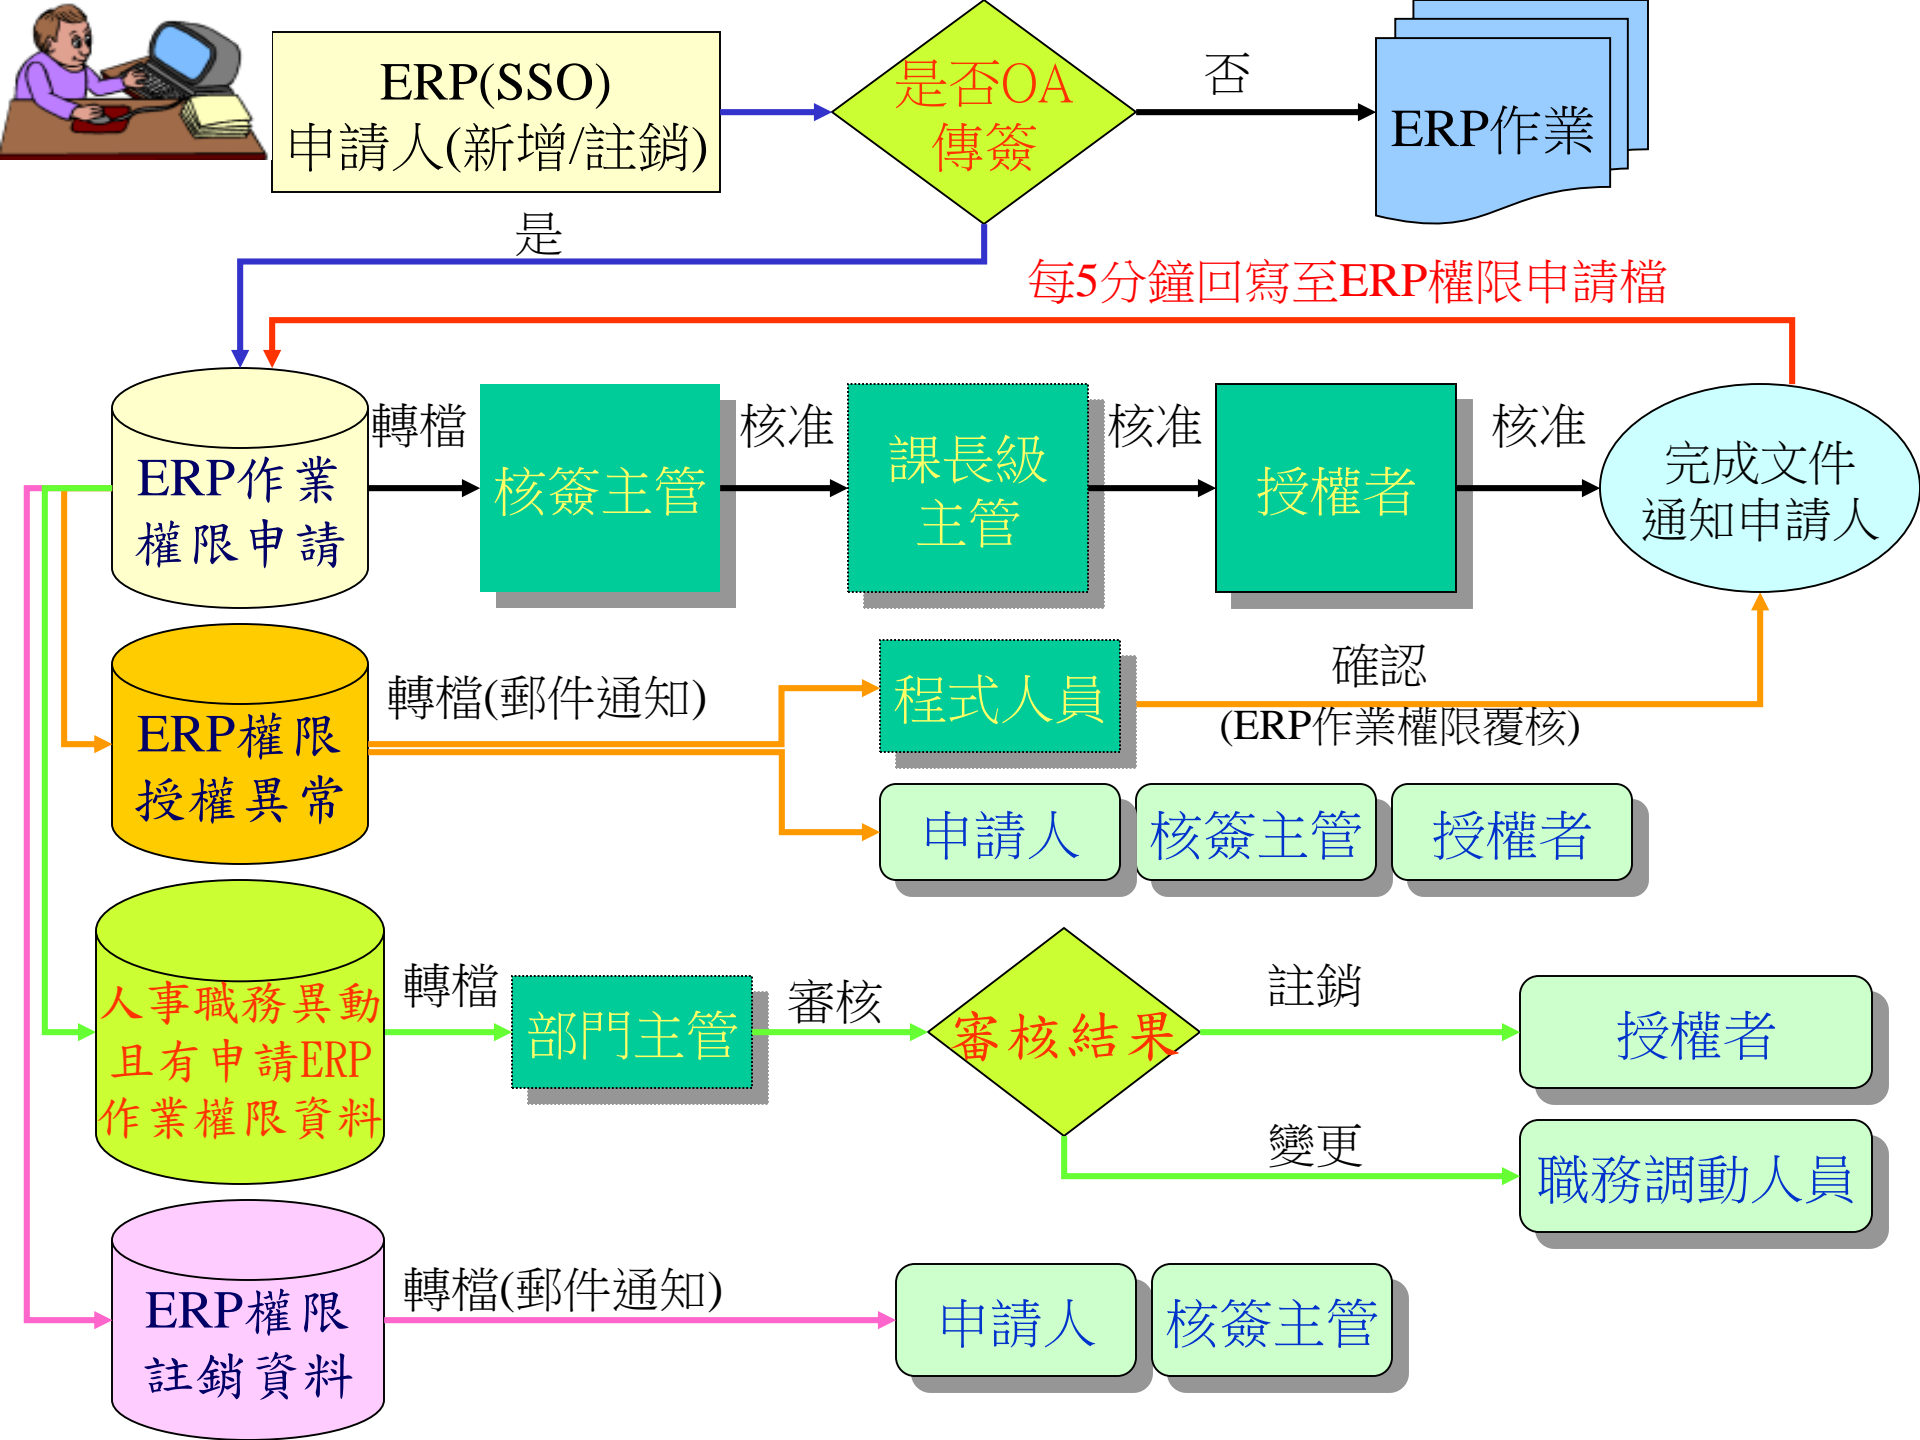 ERP(SSO)
申請人(新增/註銷)
是否OA
傳簽
否
ERP作業
是
每5分鐘回寫至ERP權限申請檔
ERP作業
權限申請
轉檔
核簽主管
核准
課長級
主管
核准
授權者
核准
完成文件
通知申請人
ERP權限
授權異常
轉檔(郵件通知)
程式人員
確認
(ERP作業權限覆核)
申請人
核簽主管
授權者
人事職務異動
且有申請ERP
作業權限資料
轉檔
部門主管
審核
審核結果
註銷
授權者
變更
職務調動人員
ERP權限
註銷資料
轉檔(郵件通知)
申請人
核簽主管